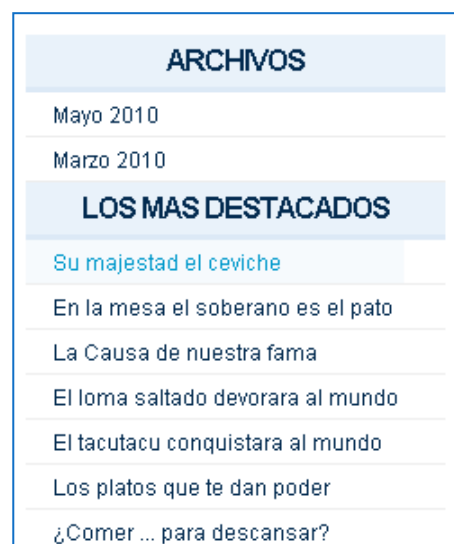 ARCHIVOS
Mayo 2010
Marzo 2010
LOS MAS DESTACADOS
Su majestad el ceviche
En la mesa el soberano es el pato
La Causa de nuestra fama
El loma saltado devorara al mundo
El tacutacu conquistara al mundo
Los platos que te dan poder
¿Comer ... para descansar?